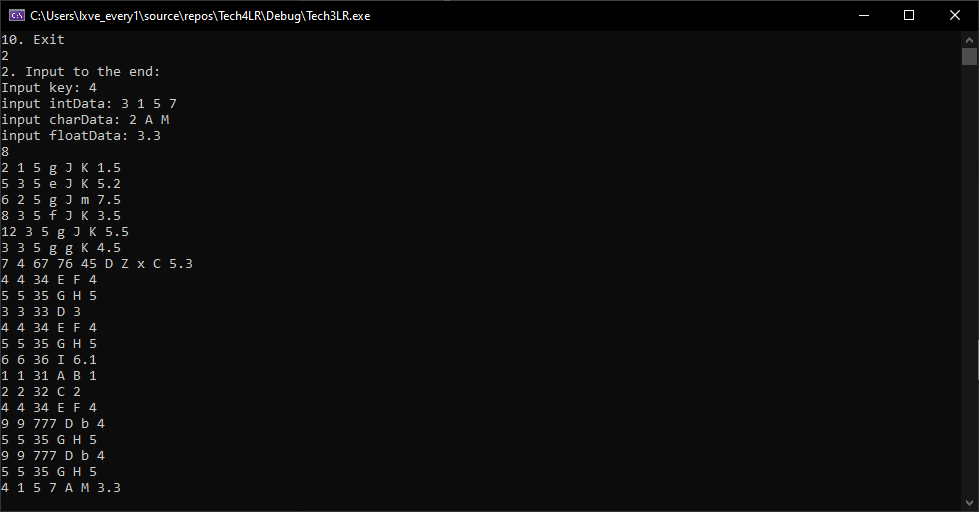 C:\Users\lxve_every1\source\repos\Tech4LR\Debug\Tech3LR.exe
10. Exit
2
2. Input to the end:
Input key: 4
input intData: 3 1 5 7
input charData: 2 A M
input floatData: 3.3
8
2 1 5 g J K 1.5
5 3 5 e J K 5.2
6 2 5 g J m 7.5
8 3 5 f J K 3.5
12 3 5 g J K 5.5
3 3 5 g g K 4.5
7 4 67 76 45 D Z x C 5.3
4 4 34 E F 4
5 5 35 G H 5
3 3 33 D 3
4 4 34 E F 4
5 5 35 G H 5
6 6 36 I 6.1
1 1 31 A B 1
2 2 32 C 2
4 4 34 E F 4
9 9 777 D b 4
5 5 35 G H 5
9 9 777 D b 4
5 5 35 G H 5
4 1 5 7 A M 3.3